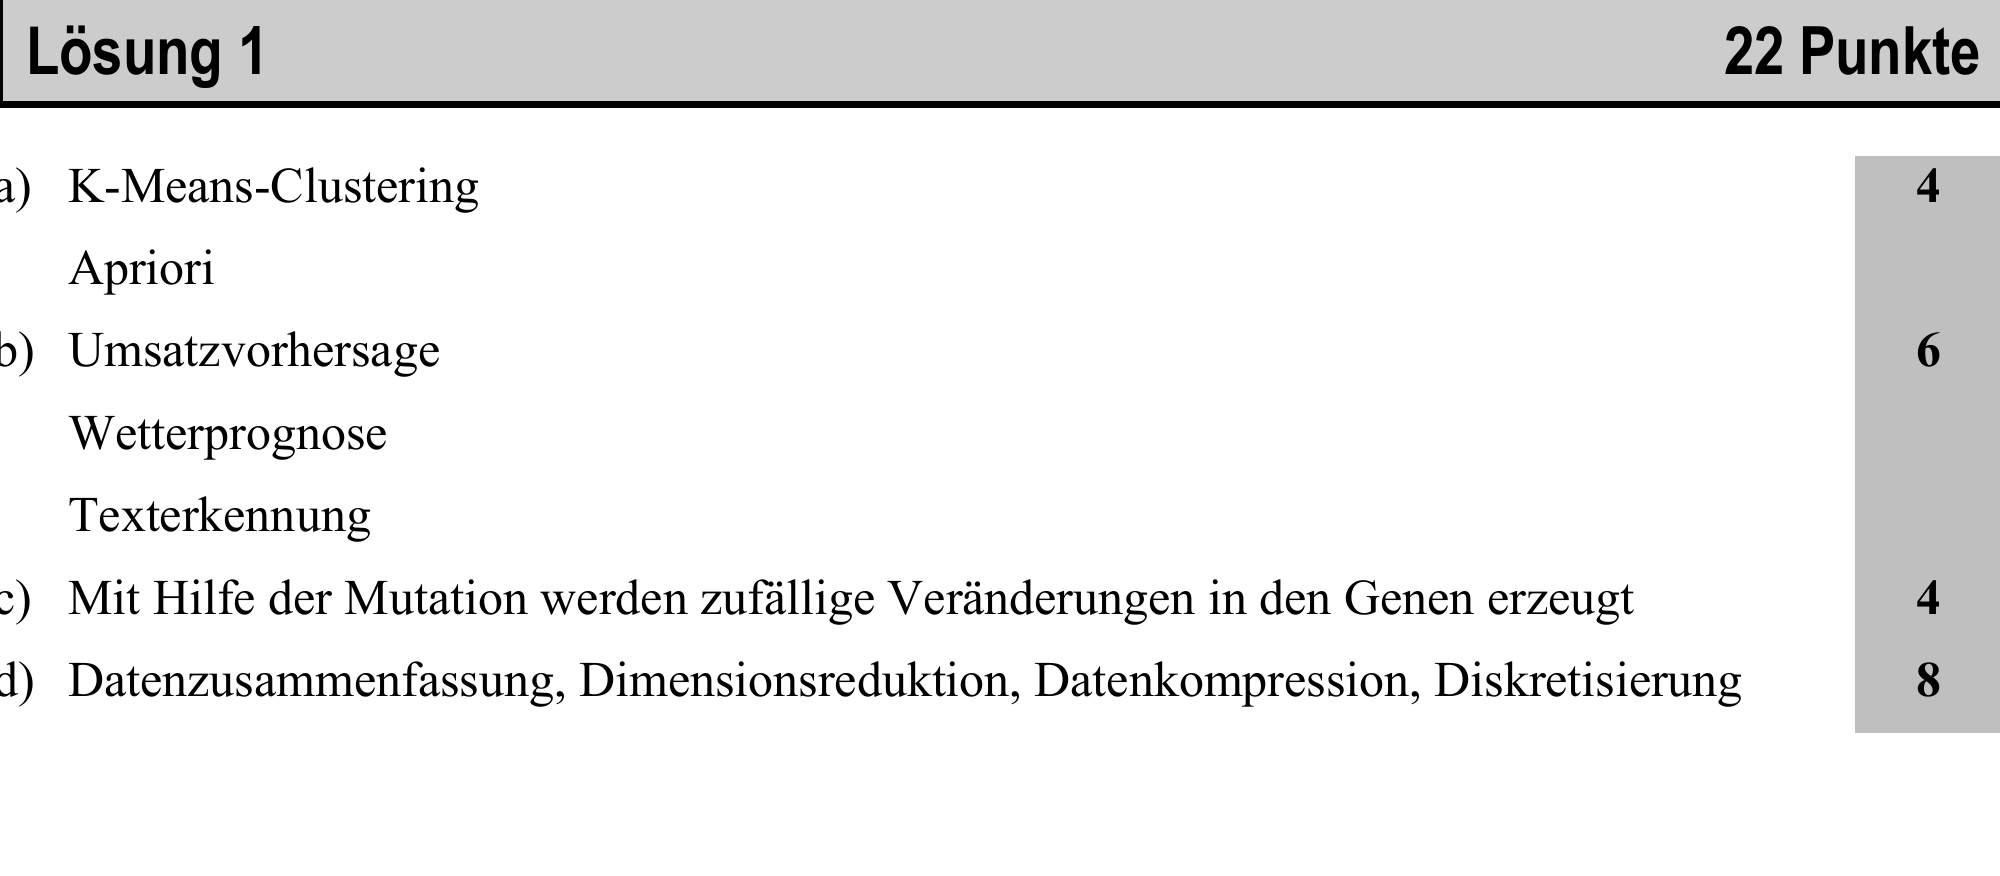 Lösung 1 22 Punkte
a) K-Means-Clustering 4
Apriori
b) Umsatzvorhersage 6
Wetterprognose
Texterkennung
c) Mit Hilfe der Mutation werden zufällige Veränderungen in den Genen erzeugt 4
d) Datenzusammenfassung, Dimensionsreduktion, Datenkompression, Diskretisierung 8